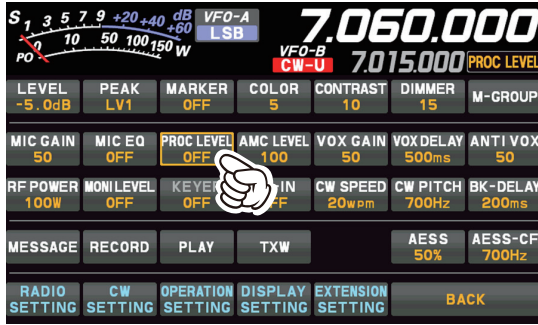 S 1 3 5 7 9 +20 +40 +60 dB VFO-A
LSB
7.060.000
PO 0 10 50 100 150 W
VFO-B
CW-U 7.015.000 PROC LEVEL
LEVEL PEAK MARKER COLOR CONTRAST DIMMER M-GROUP
-5.0dB LV1 OFF 5 10 15
MIC GAIN MIC EQ PROC LEVEL AMC LEVEL VOX GAIN VOX DELAY ANTI VOX
50 OFF OFF 100 50 500ms 50
RF POWER MONI LEVEL KEYER IN CW SPEED CW PITCH BK-DELAY
100W OFF OFF FF 20wpm 700Hz 200ms
MESSAGE RECORD PLAY TXW AESS AESS-CF
50% 700Hz
RADIO CW OPERATION DISPLAY EXTENSION BACK
SETTING SETTING SETTING SETTING SETTING